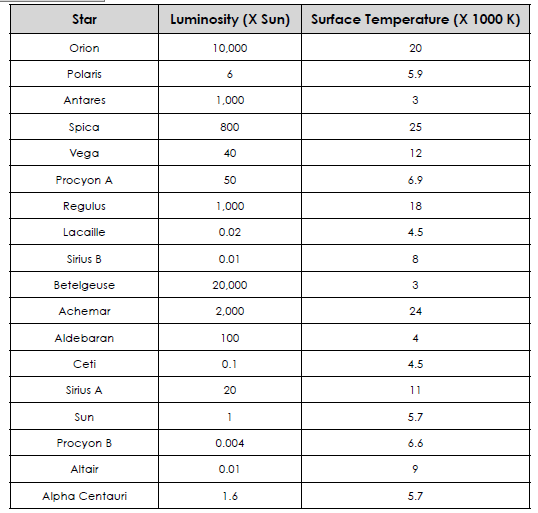 Star Luminosity (X Sun) Surface Temperature (X 1000 K)
Orion 10,000 20
Polaris 6 5.9
Antares 1,000 3
Spica 800 25
Vega 40 12
Procyon A 50 6.9
Regulus 1,000 18
Lacaille 0.02 4.5
Sirius B 0.01 8
Betelgeuse 20,000 3
Achernar 2,000 24
Aldebaran 100 4
Ceti 0.1 4.5
Sirius A 20 11
Sun 1 5.7
Procyon B 0.004 6.6
Altair 0.01 9
Alpha Centauri 1.6 5.7